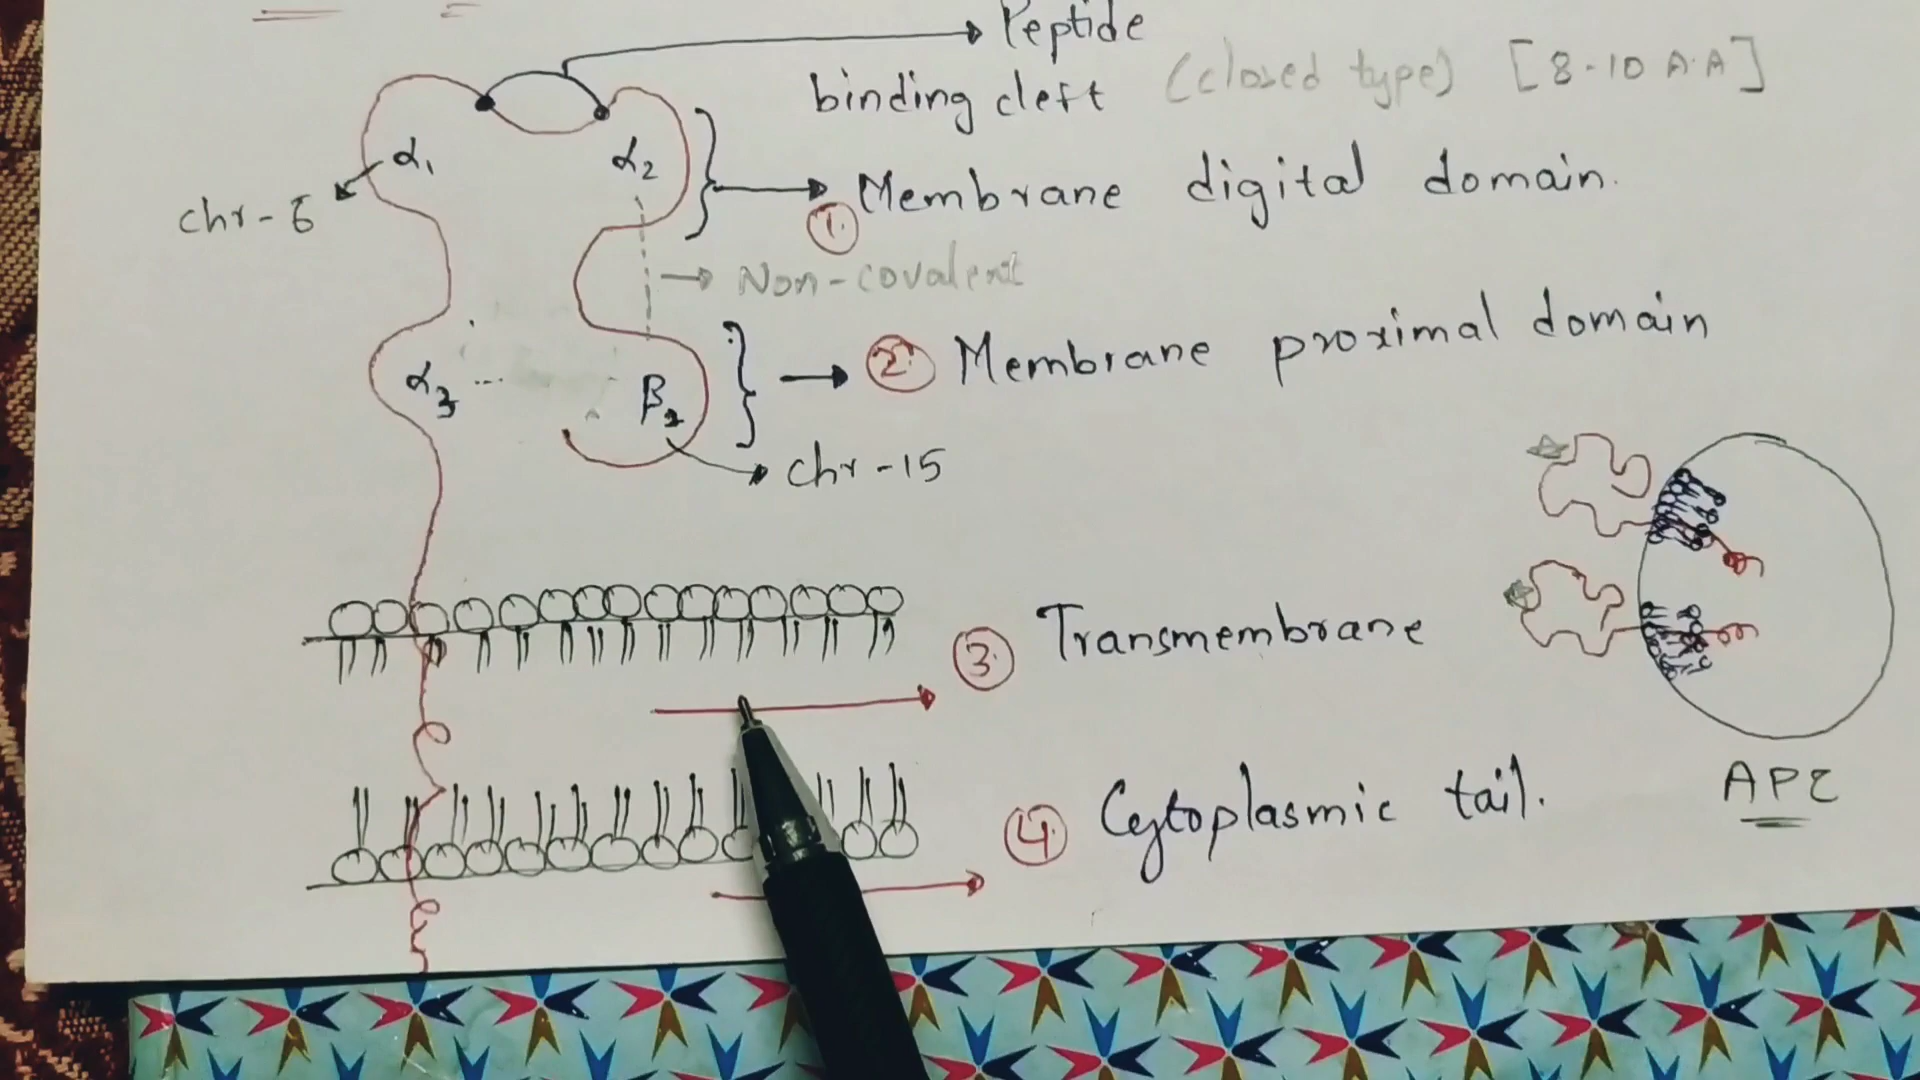 Peptide
binding cleft (closed type) [8-10 A.A]
α1
α2
chr-6
1. Membrane digital domain.
Non-covalent
α3 ...
β2
2. Membrane proximal domain
chr-15
3. Transmembrane
4. Cytoplasmic tail.
APC